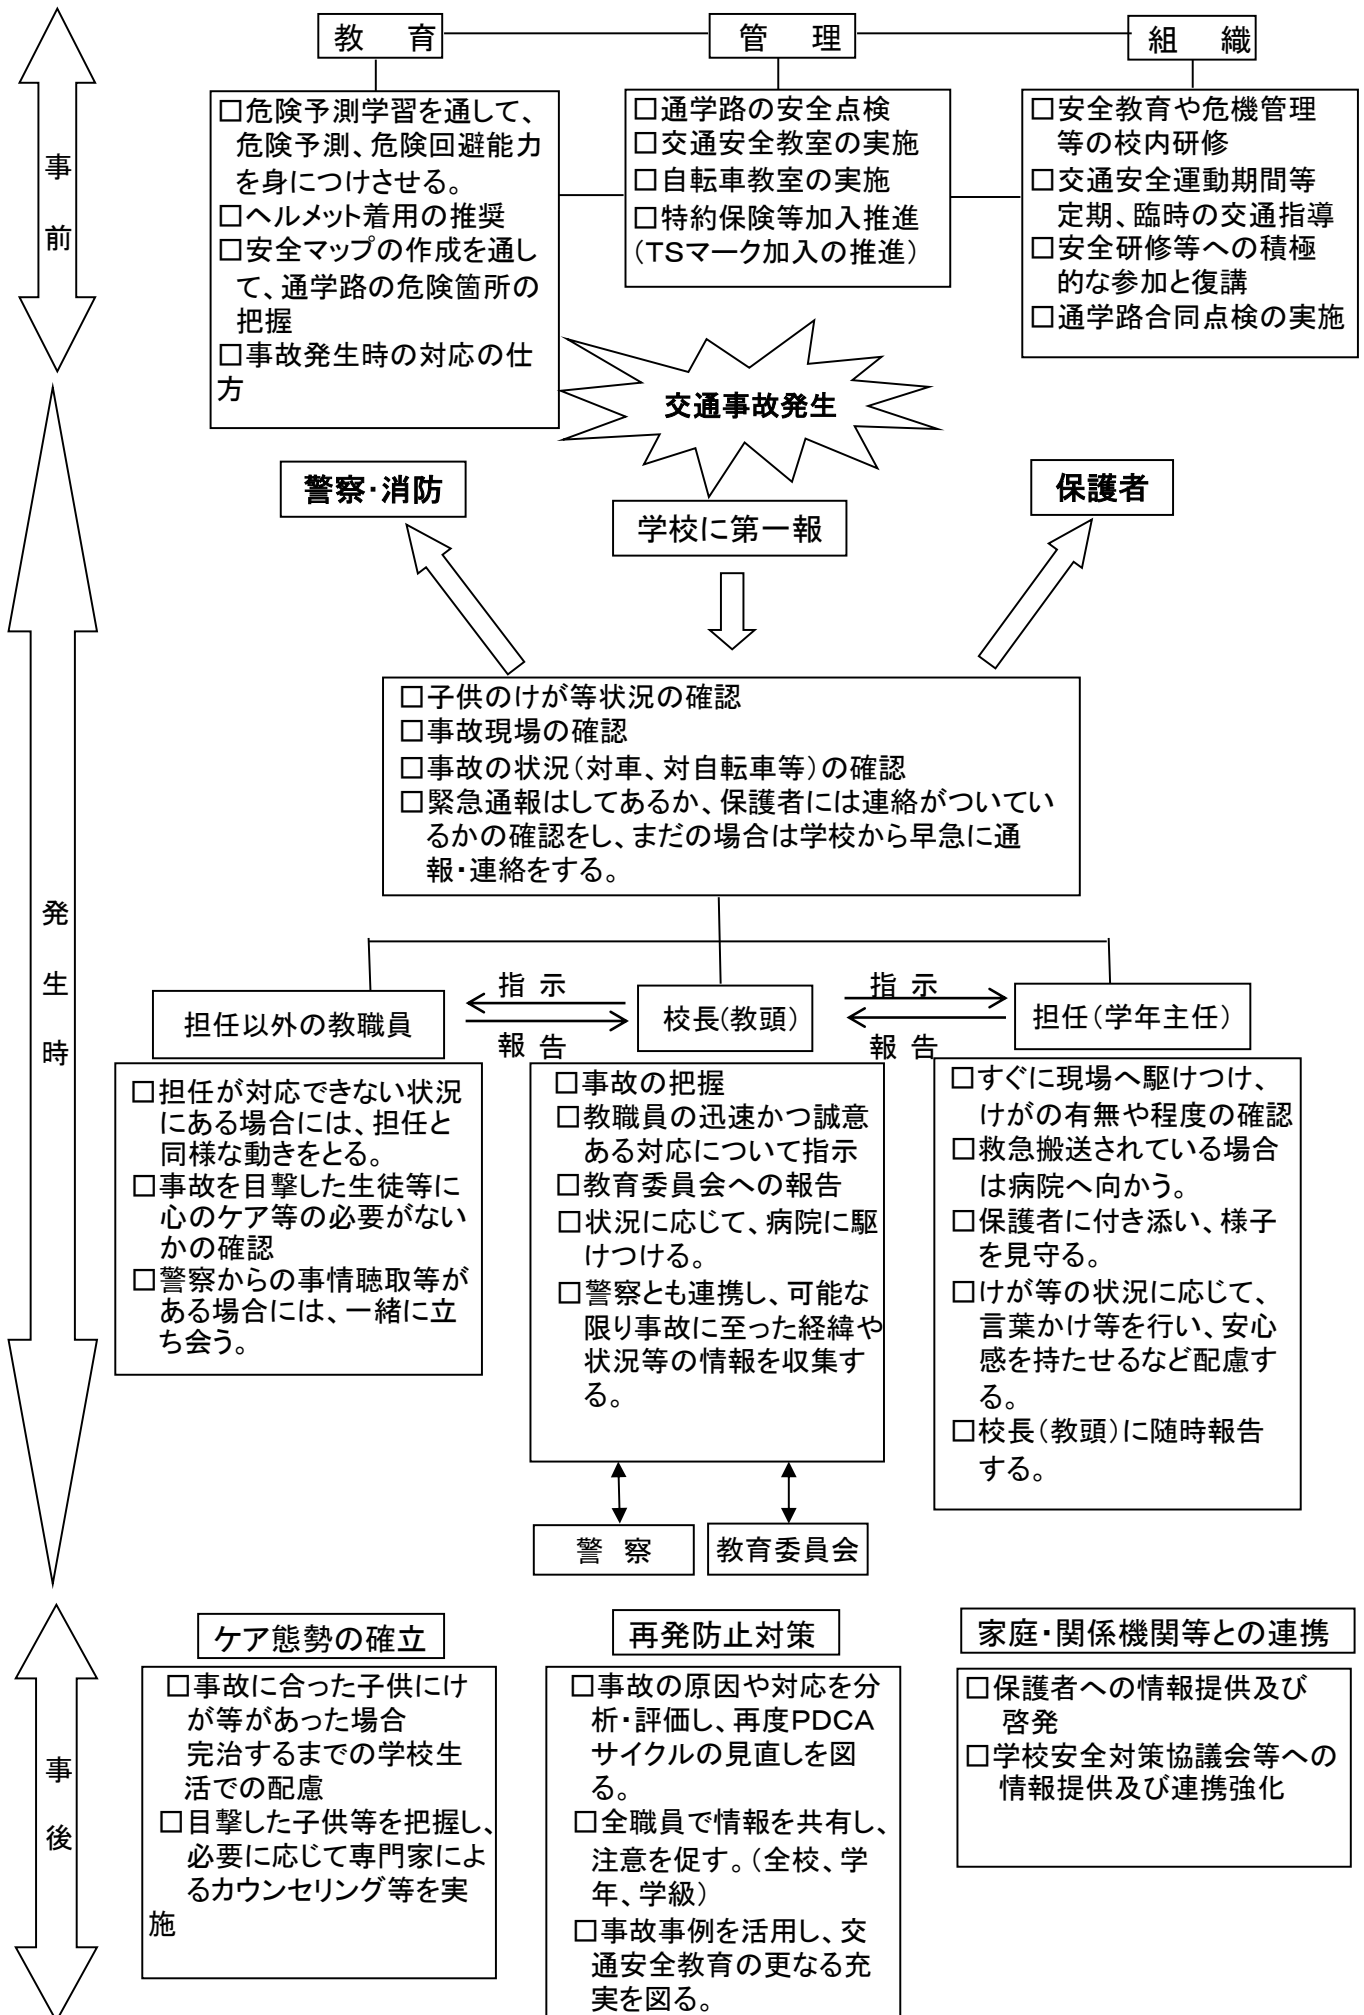 教 育
管 理
組 織
事前
□危険予測学習を通して、
危険予測、危険回避能力
を身につけさせる。
□ヘルメット着用の推奨
□安全マップの作成を通し
て、通学路の危険箇所の
把握
□事故発生時の対応の仕
方
□通学路の安全点検
□交通安全教室の実施
□自転車教室の実施
□特約保険等加入推進
(TSマーク加入の推進)
□安全教育や危機管理
等の校内研修
□交通安全運動期間等
定期、臨時の交通指導
□安全研修等への積極
的な参加と復講
□通学路合同点検の実施
交通事故発生
警察・消防
学校に第一報
保護者
発生時
□子供のけが等状況の確認
□事故現場の確認
□事故の状況(対車、対自転車等)の確認
□緊急通報はしてあるか、保護者には連絡がついてい
るかの確認をし、まだの場合は学校から早急に通
報・連絡をする。
担任以外の教職員
指 示
報 告
校長(教頭)
指 示
報 告
担任(学年主任)
□担任が対応できない状況
にある場合には、担任と
同様な動きをとる。
□事故を目撃した生徒等に
心のケア等の必要がない
かの確認
□警察からの事情聴取等が
ある場合には、一緒に立
ち会う。
□事故の把握
□教職員の迅速かつ誠意
ある対応について指示
□教育委員会への報告
□状況に応じて、病院に駆
けつける。
□警察とも連携し、可能な
限り事故に至った経緯や
状況等の情報を収集す
る。
□すぐに現場へ駆けつけ、
けがの有無や程度の確認
□救急搬送されている場合
は病院へ向かう。
□保護者に付き添い、様子
を見守る。
□けが等の状況に応じて、
言葉かけ等を行い、安心
感を持たせるなど配慮す
る。
□校長(教頭)に随時報告
する。
警 察
教育委員会
事後
ケア態勢の確立
□事故に合った子供にけ
が等があった場合
完治するまでの学校生
活での配慮
□目撃した子供等を把握し、
必要に応じて専門家によ
るカウンセリング等を実
施
再発防止対策
□事故の原因や対応を分
析・評価し、再度PDCA
サイクルの見直しを図
る。
□全職員で情報を共有し、
注意を促す。(全校、学
年、学級)
□事故事例を活用し、交
通安全教育の更なる充
実を図る。
家庭・関係機関等との連携
□保護者への情報提供及び
啓発
□学校安全対策協議会等への
情報提供及び連携強化